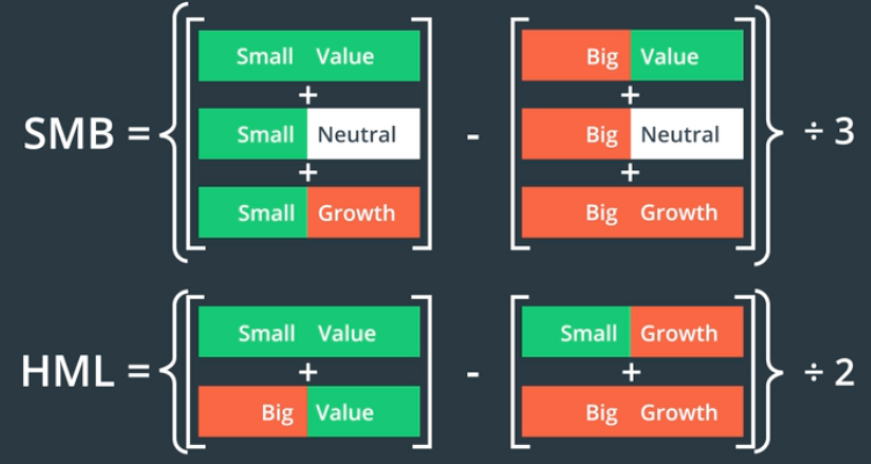 Small Value Big Value
+ +
SMB = { [ Small Neutral ] - [ Big Neutral ] } ÷ 3
+ +
Small Growth Big Growth
Small Value Small Growth
HML = { [ + ] - [ + ] } ÷ 2
Big Value Big Growth